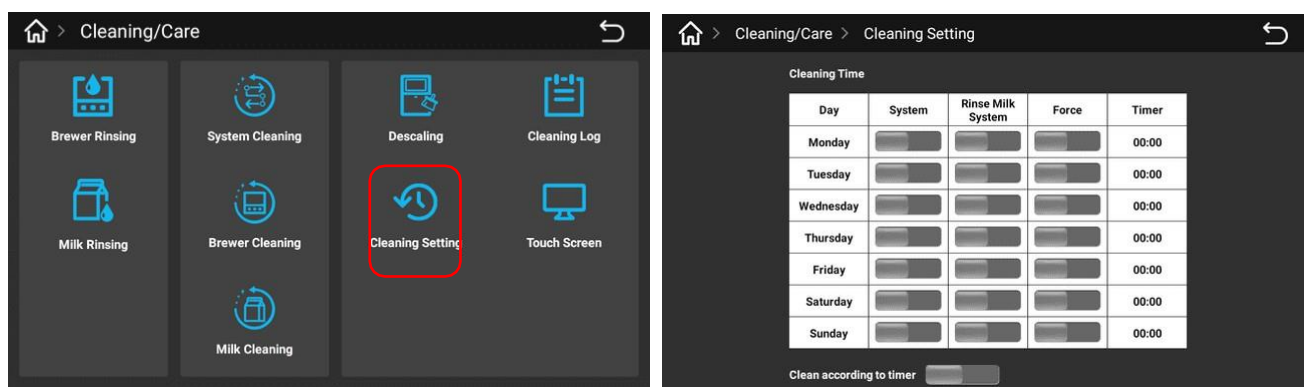 > Cleaning/Care
Brewer Rinsing
System Cleaning
Descaling
Cleaning Log
Milk Rinsing
Brewer Cleaning
Cleaning Setting
Touch Screen
Milk Cleaning
> Cleaning/Care > Cleaning Setting
Cleaning Time
Day System Rinse Milk System Force Timer
Monday 00:00
Tuesday 00:00
Wednesday 00:00
Thursday 00:00
Friday 00:00
Saturday 00:00
Sunday 00:00
Clean according to timer